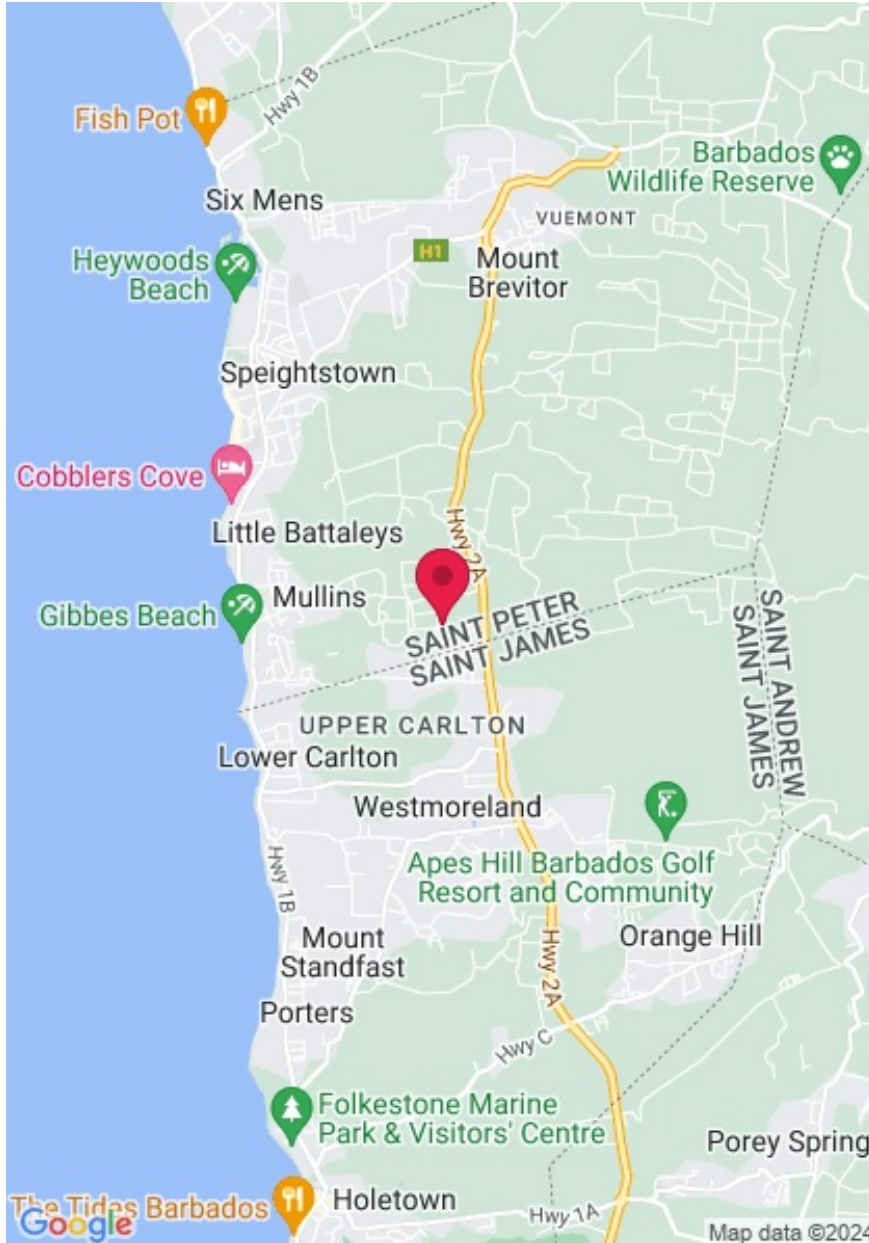 Hwy 1B
Fish Pot
Barbados
Wildlife Reserve
Six Mens
VUEMONT
H1
Heywoods
Beach
Mount
Brevitor
Speightstown
Cobblers Cove
Little Battaleys
Hwy 2A
Gibbes Beach
Mullins
SAINT PETER
SAINT JAMES
SAINT ANDREW
SAINT JAMES
UPPER CARLTON
Lower Carlton
Westmoreland
Apes Hill Barbados Golf
Resort and Community
Hwy 1B
Mount
Standfast
Hwy 2A
Orange Hill
Porters
Hwy C
Folkestone Marine
Park & Visitors' Centre
Porey Spring
The Tides Barbados
Holetown
Hwy 1A
Google
Map data ©2024